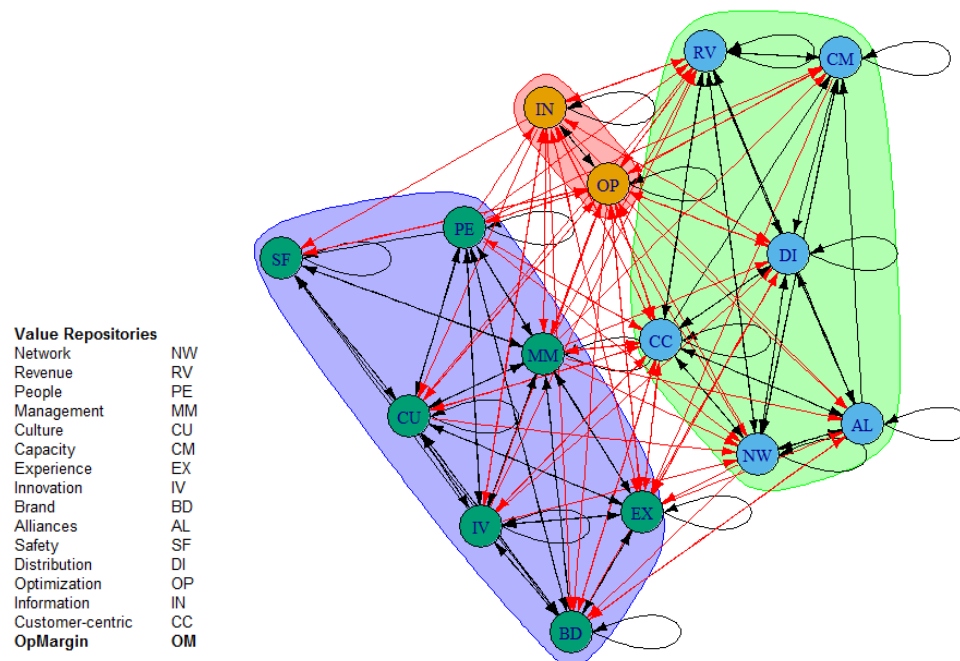 RV
CM
IN
OP
PE
SF
DI
CC
MM
CU
AL
NW
EX
IV
BD
Value Repositories
Network NW
Revenue RV
People PE
Management MM
Culture CU
Capacity CM
Experience EX
Innovation IV
Brand BD
Alliances AL
Safety SF
Distribution DI
Optimization OP
Information IN
Customer-centric CC
OpMargin OM